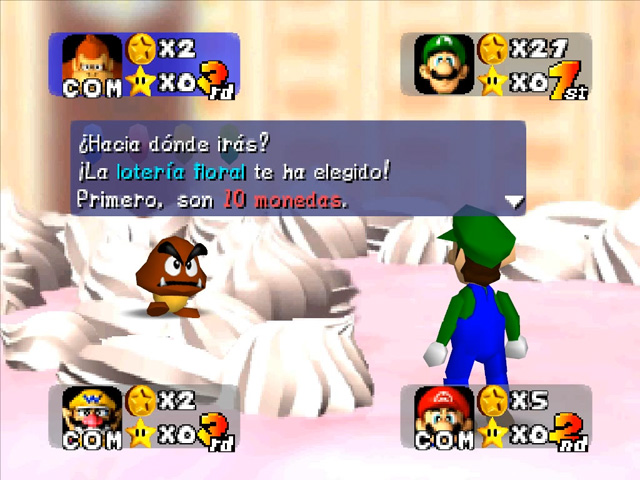 x2
COM x0 3rd
x27
x0 1st
¿Hacia dónde irás?
¡La lotería floral te ha elegido!
Primero, son 10 monedas.
x2
COM x0 3rd
x5
COM x0 2nd